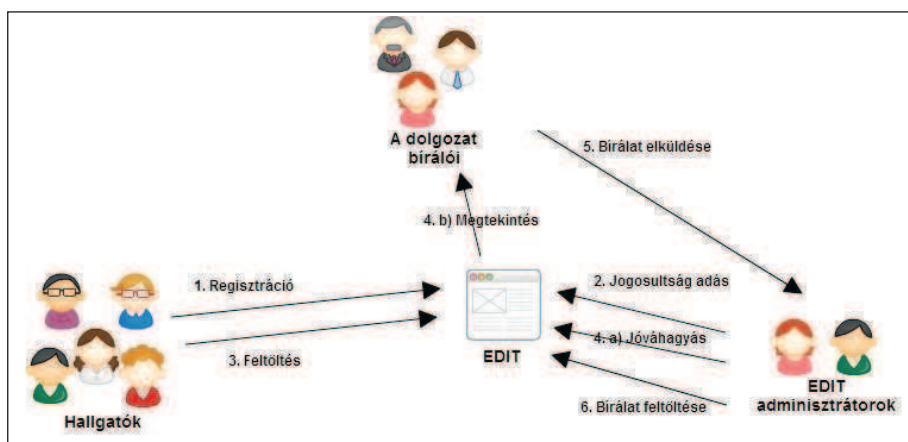 A dolgozat
bírálói
5. Bírálat elküldése
4. b) Megtekintés
1. Regisztráció
2. Jogosultság adás
3. Feltöltés
EDIT
4. a) Jóváhagyás
6. Bírálat feltöltése
Hallgatók
EDIT
adminisztrátorok